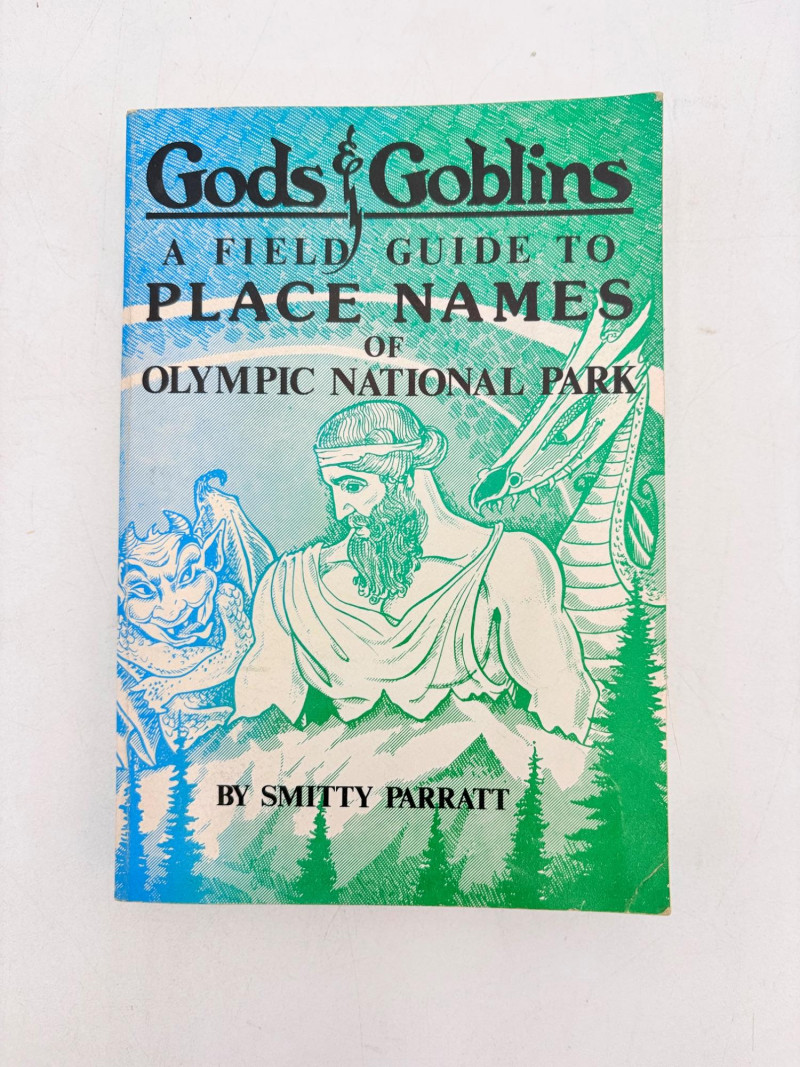 Gods & Goblins
A FIELD GUIDE TO
PLACE NAMES
OF
OLYMPIC NATIONAL PARK
BY SMITTY PARRATT